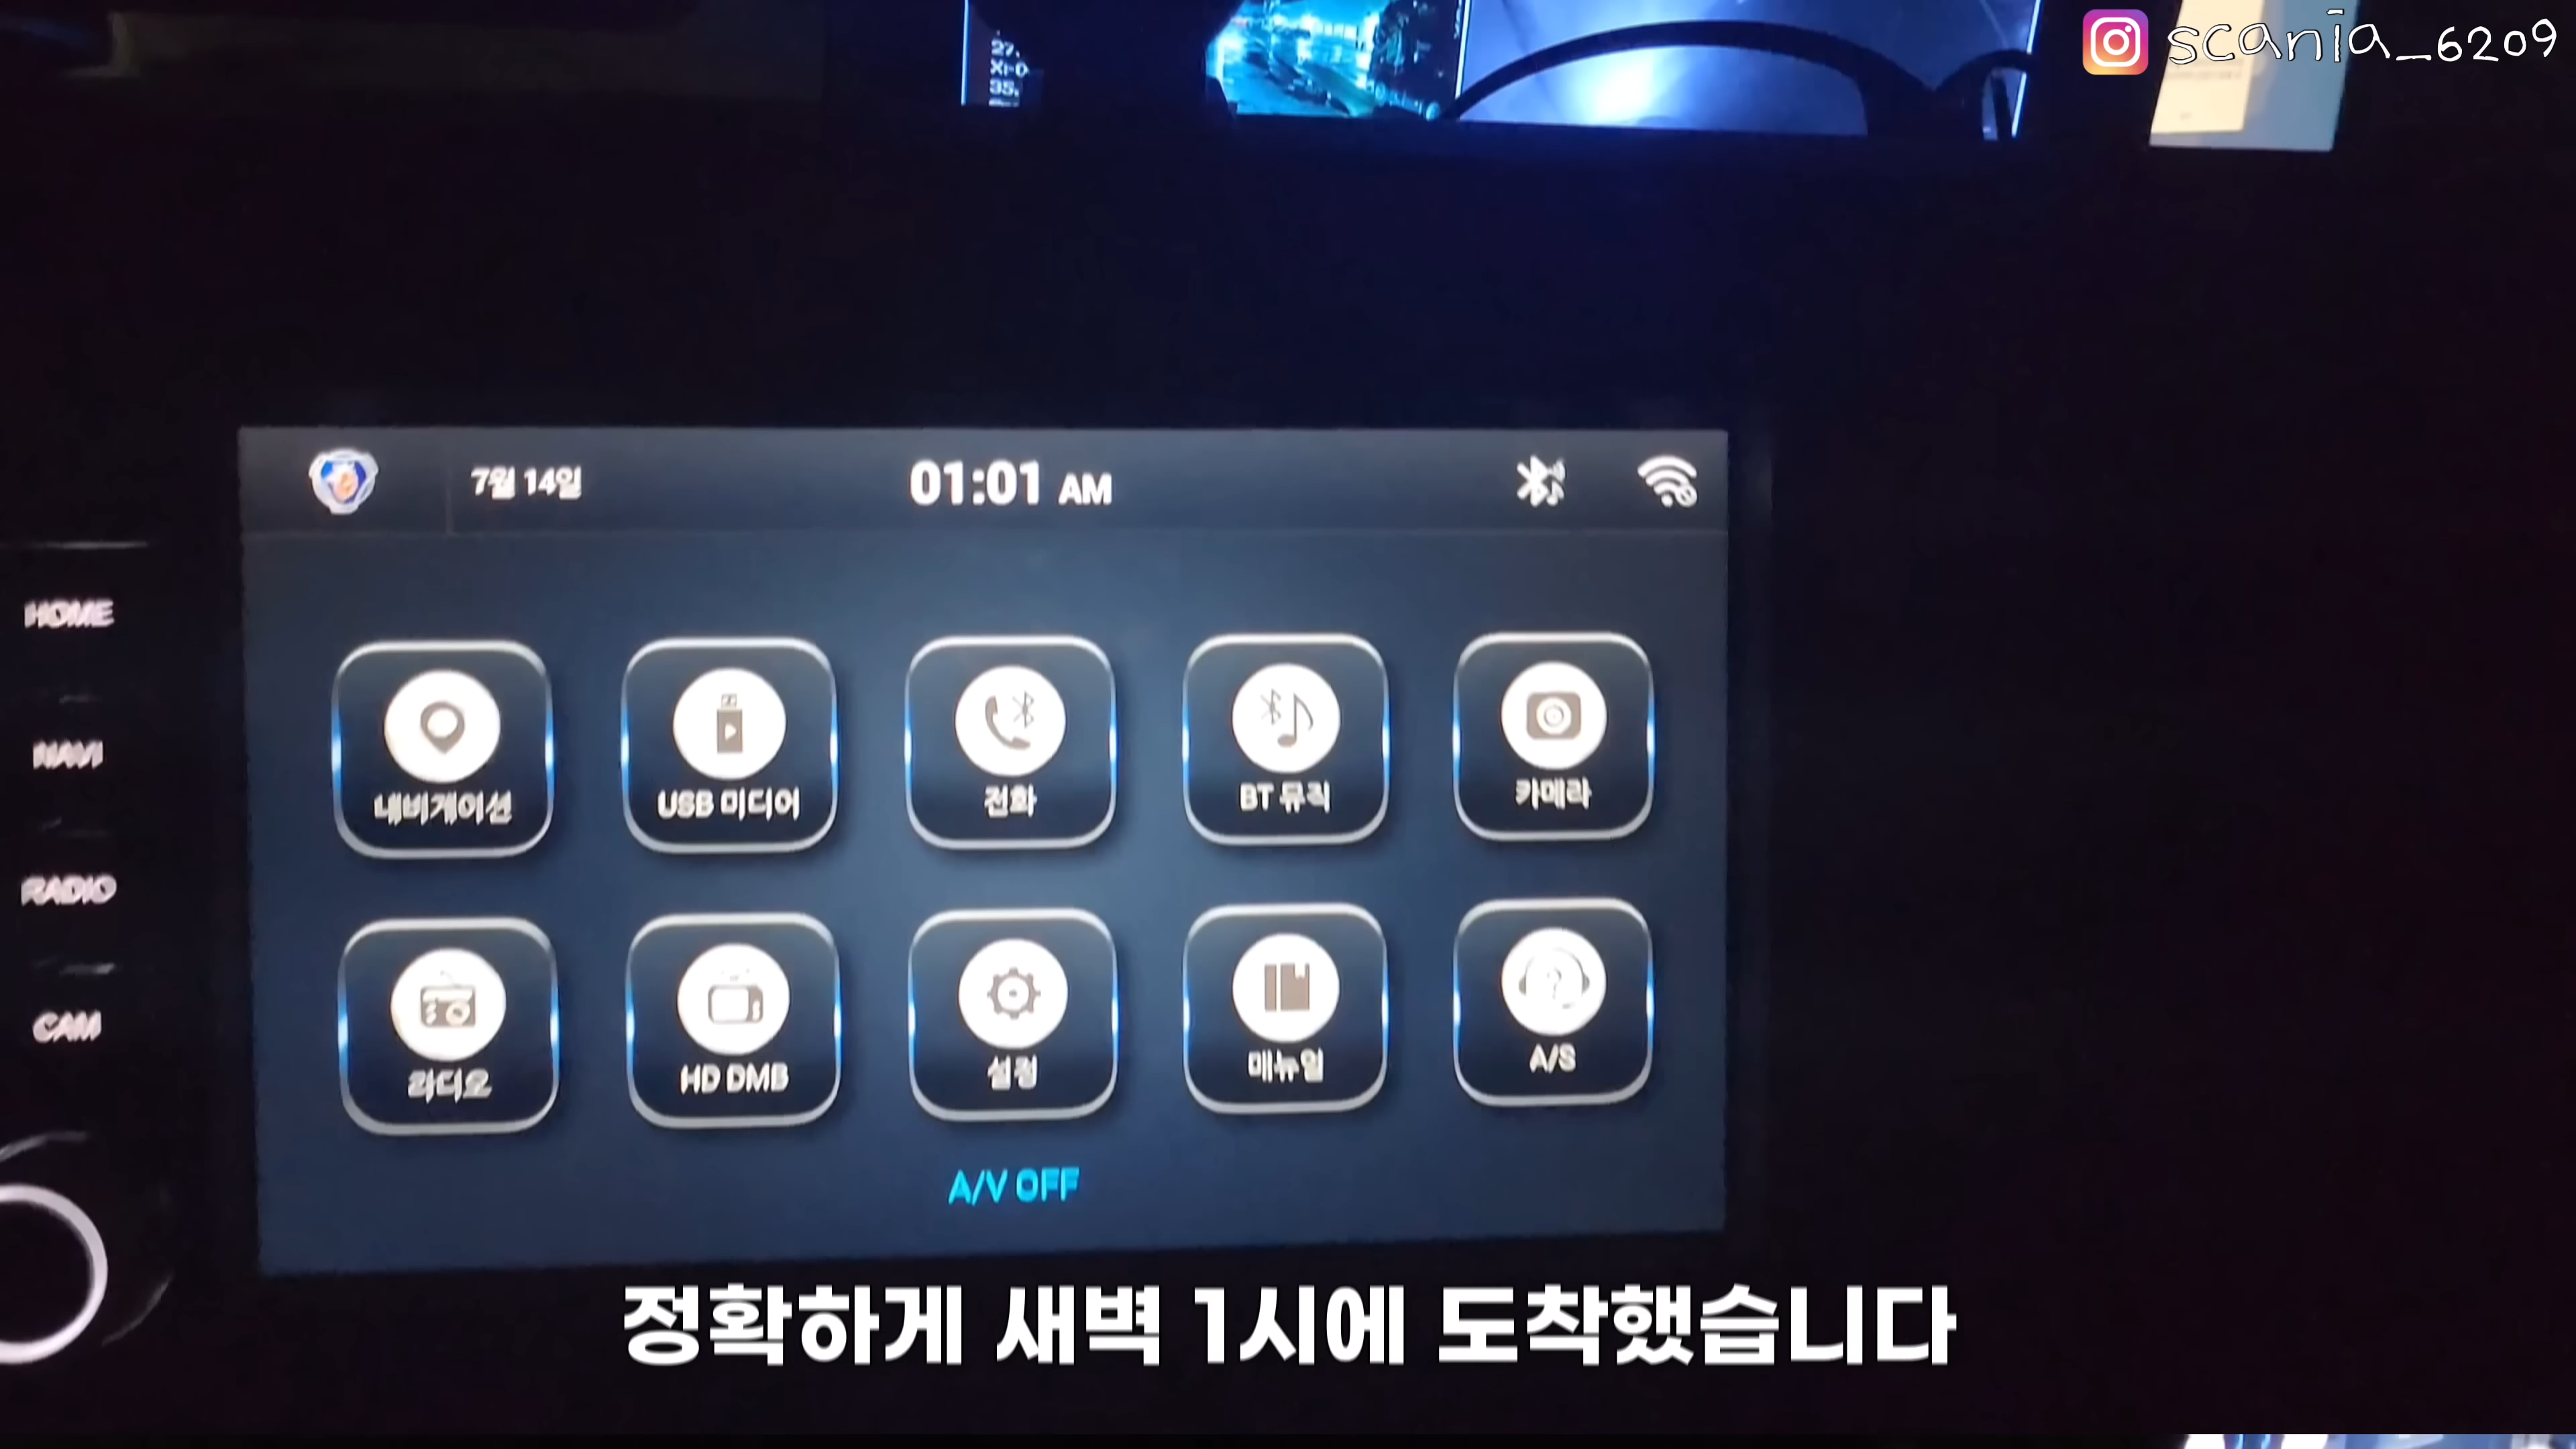 scania_6209
7월 14일
01:01 AM
HOME
NAVI
RADIO
CAM
내비게이션
USB 미디어
전화
BT 뮤직
카메라
라디오
HD DMB
설정
매뉴얼
A/S
A/V OFF
정확하게 새벽 1시에 도착했습니다